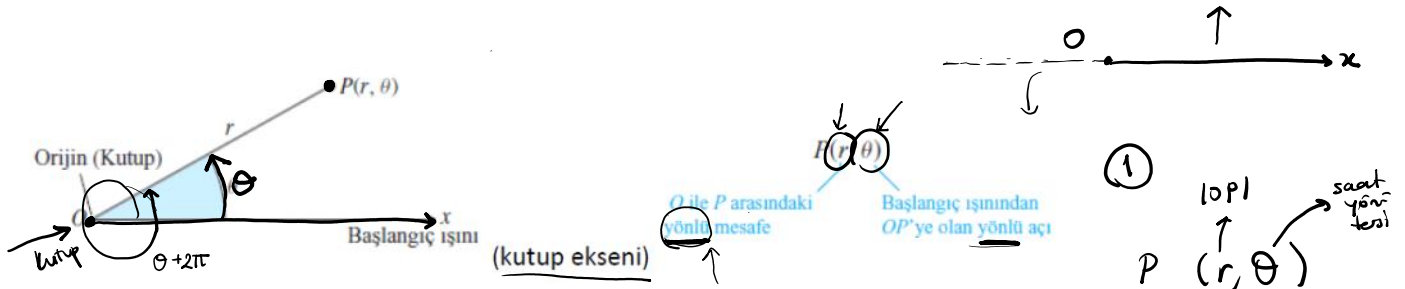 P(r, θ)
r
Orijin (Kutup)
θ
O
x
Başlangıç ışını
kutup
θ+2π
(kutup ekseni)
O
x
P(r, θ)
O ile P arasındaki
yönlü mesafe
Başlangıç ışınından
OP'ye olan yönlü açı
1
|OP|
saat
yön
tersi
P (r, θ)